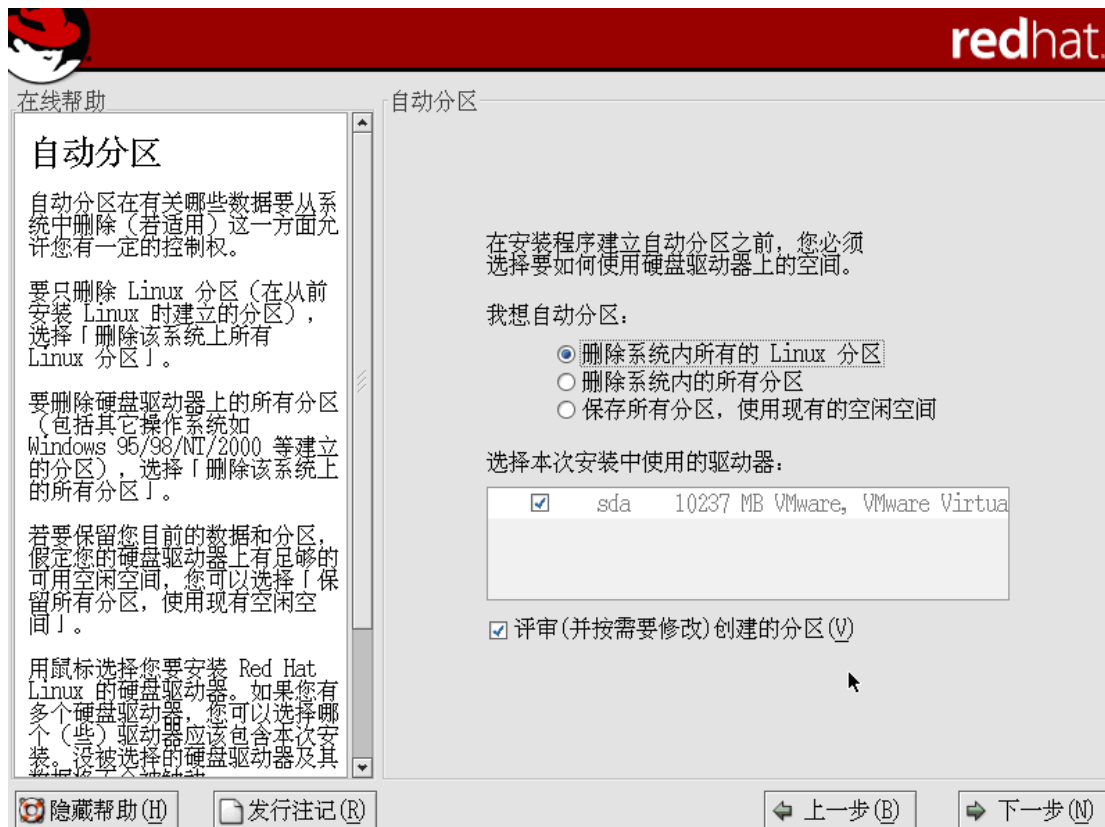 redhat.
在线帮助
自动分区
自动分区在有关哪些数据要从系
统中删除（若适用）这一方面允
许您有一定的控制权。
要只删除 Linux 分区（在从前
安装 Linux 时建立的分区），
选择「删除该系统上所有
Linux 分区」。
要删除硬盘驱动器上的所有分区
（包括其它操作系统如
Windows 95/98/NT/2000 等建立
的分区），选择「删除该系统上
的所有分区」。
若要保留您目前的数据和分区，
假定您的硬盘驱动器上有足够的
可用空闲空间，您可以选择「保
留所有分区，使用现有空闲空
间」。
用鼠标选择您要安装 Red Hat
Linux 的硬盘驱动器。如果您有
多个硬盘驱动器，您可以选择哪
个（些）驱动器应该包含本次安
装。没被选择的硬盘驱动器及其
自动分区
在安装程序建立自动分区之前，您必须
选择要如何使用硬盘驱动器上的空间。
我想自动分区：
删除系统内所有的 Linux 分区
删除系统内的所有分区
保存所有分区，使用现有的空闲空间
选择本次安装中使用的驱动器：
sda 10237 MB VMware, VMware Virtua
评审(并按需要修改)创建的分区(V)
隐藏帮助(H)
发行注记(R)
上一步(B)
下一步(N)